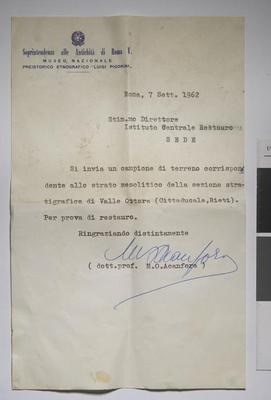 Soprintendenza alle Antichità di Roma V.
MUSEO NAZIONALE
PREISTORICO ETNOGRAFICO "LUIGI PIGORINI"
Roma, 7 Sett. 1962
Stim.mo Direttore
Istituto Centrale Restauro
SEDE
Si invia un campione di terreno corrispon
dente allo strato mesolitico della sezione stra-
tigrafica di Valle Ottara (Cittaducale,Rieti).
Per prova di restauro.
Ringraziando distintamente
M.O.Acanfora
( dott.prof. M.O.Acanfora )